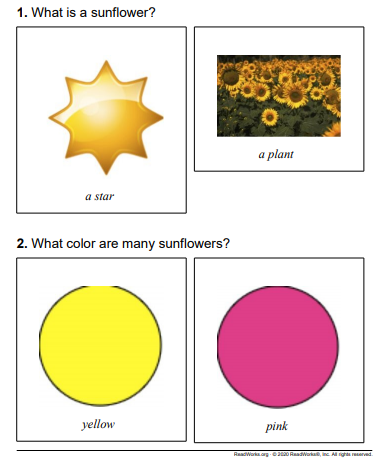 1. What is a sunflower?
a star
a plant
2. What color are many sunflowers?
yellow
pink
ReadWorks.org · © 2020 ReadWorks®, Inc. All rights reserved.